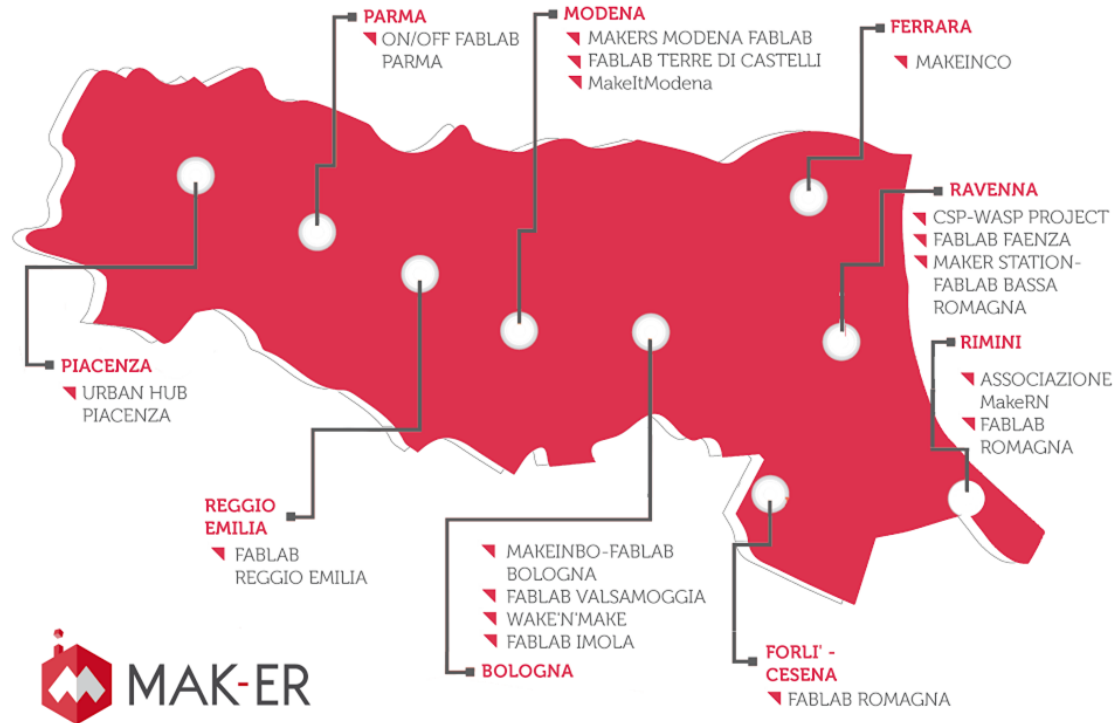 PARMA
ON/OFF FABLAB
PARMA
MODENA
MAKERS MODENA FABLAB
FABLAB TERRE DI CASTELLI
MakeItModena
FERRARA
MAKEINCO
RAVENNA
CSP-WASP PROJECT
FABLAB FAENZA
MAKER STATION-
FABLAB BASSA
ROMAGNA
RIMINI
ASSOCIAZIONE
MakeRN
FABLAB
ROMAGNA
PIACENZA
URBAN HUB
PIACENZA
REGGIO
EMILIA
FABLAB
REGGIO EMILIA
MAKEINBO-FABLAB
BOLOGNA
FABLAB VALSAMOGGIA
WAKE'N'MAKE
FABLAB IMOLA
BOLOGNA
FORLI' -
CESENA
FABLAB ROMAGNA
MAK-ER